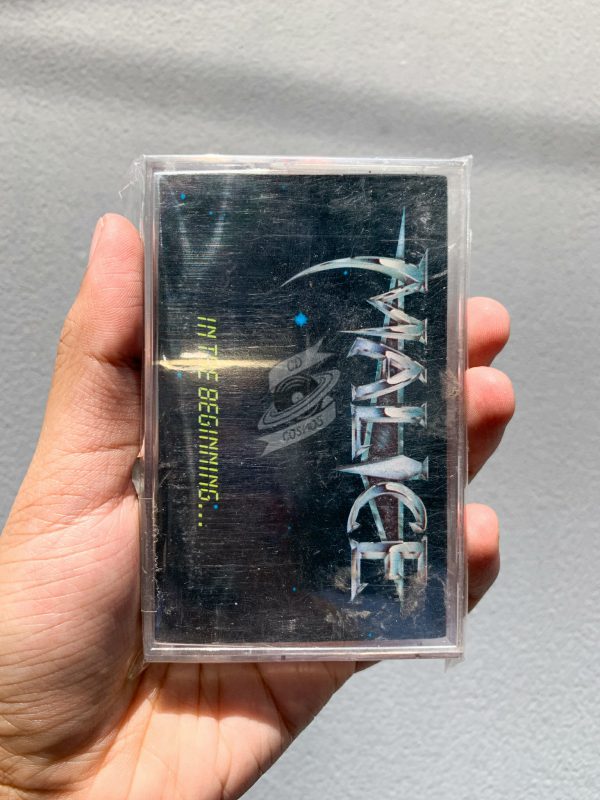 MALICE
IN THE BEGINNING...
CD
COSMOS